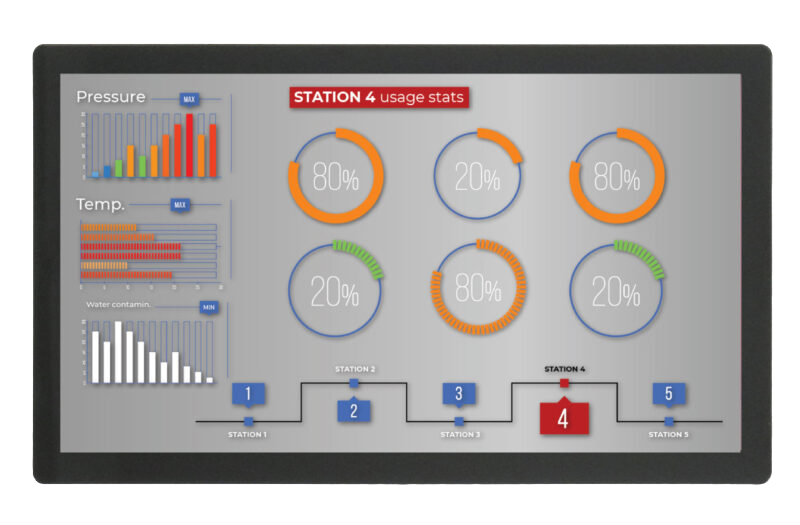 Pressure
MAX
STATION 4 usage stats
80%
20%
80%
Temp.
MAX
20%
80%
20%
Water contamin..
MIN
STATION 2
STATION 4
1
2
3
4
5
STATION 1
STATION 3
STATION 5